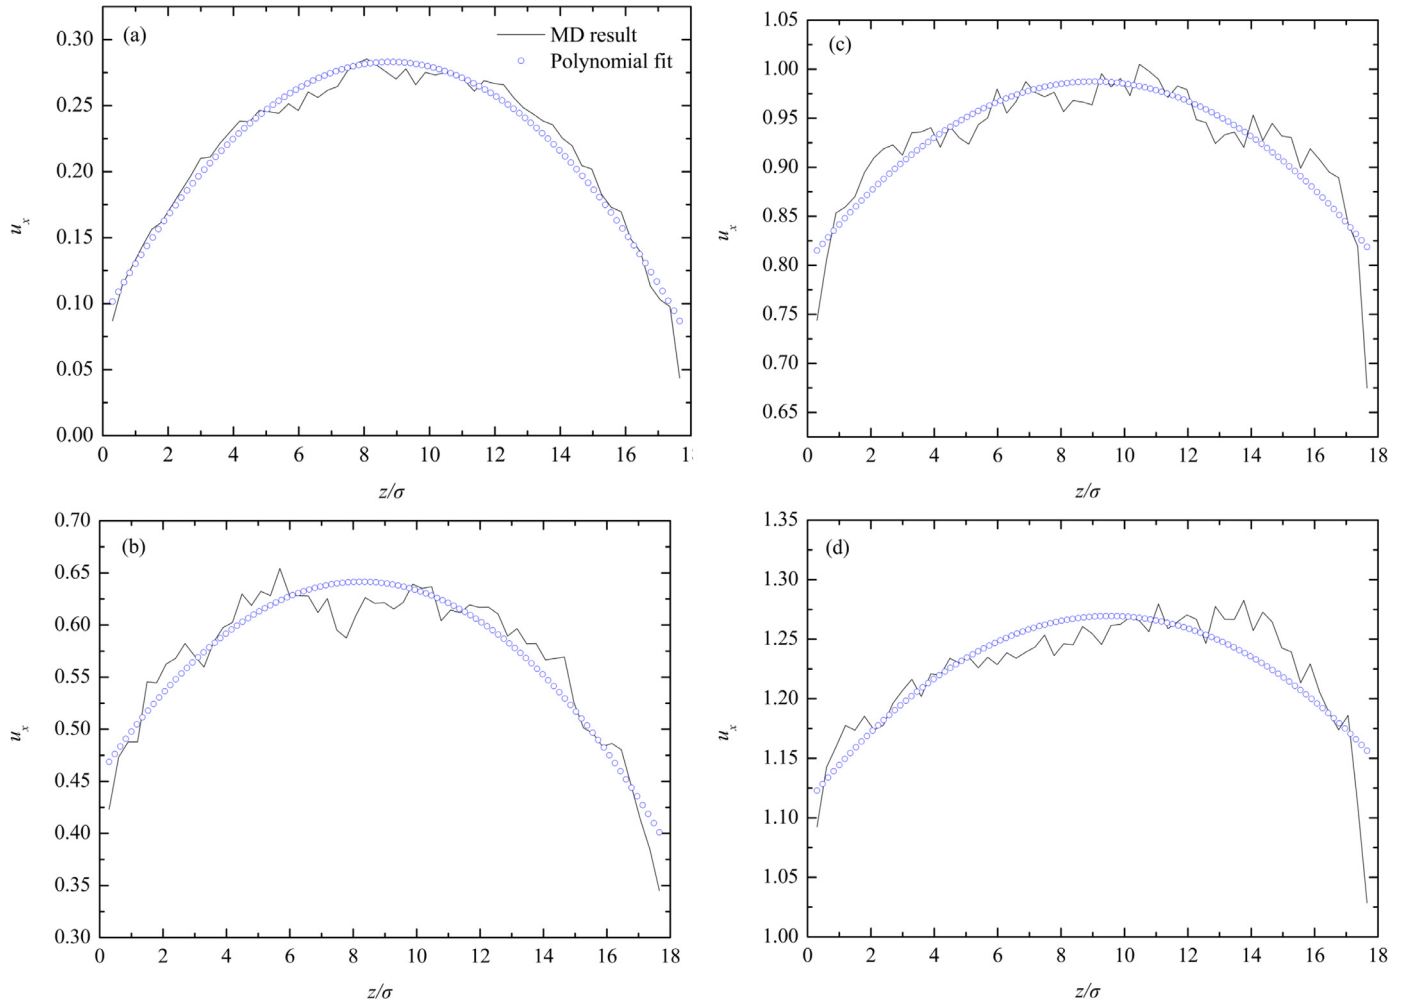 (a)
MD result
Polynomial fit
0.30
0.25
0.20
0.15
0.10
0.05
0.00
u_x
0 2 4 6 8 10 12 14 16
z/σ
(c)
1.05
1.00
0.95
0.90
0.85
0.80
0.75
0.70
0.65
u_x
0 2 4 6 8 10 12 14 16 18
z/σ
(b)
0.70
0.65
0.60
0.55
0.50
0.45
0.40
0.35
0.30
u_x
0 2 4 6 8 10 12 14 16 18
z/σ
(d)
1.35
1.30
1.25
1.20
1.15
1.10
1.05
1.00
u_x
0 2 4 6 8 10 12 14 16 18
z/σ